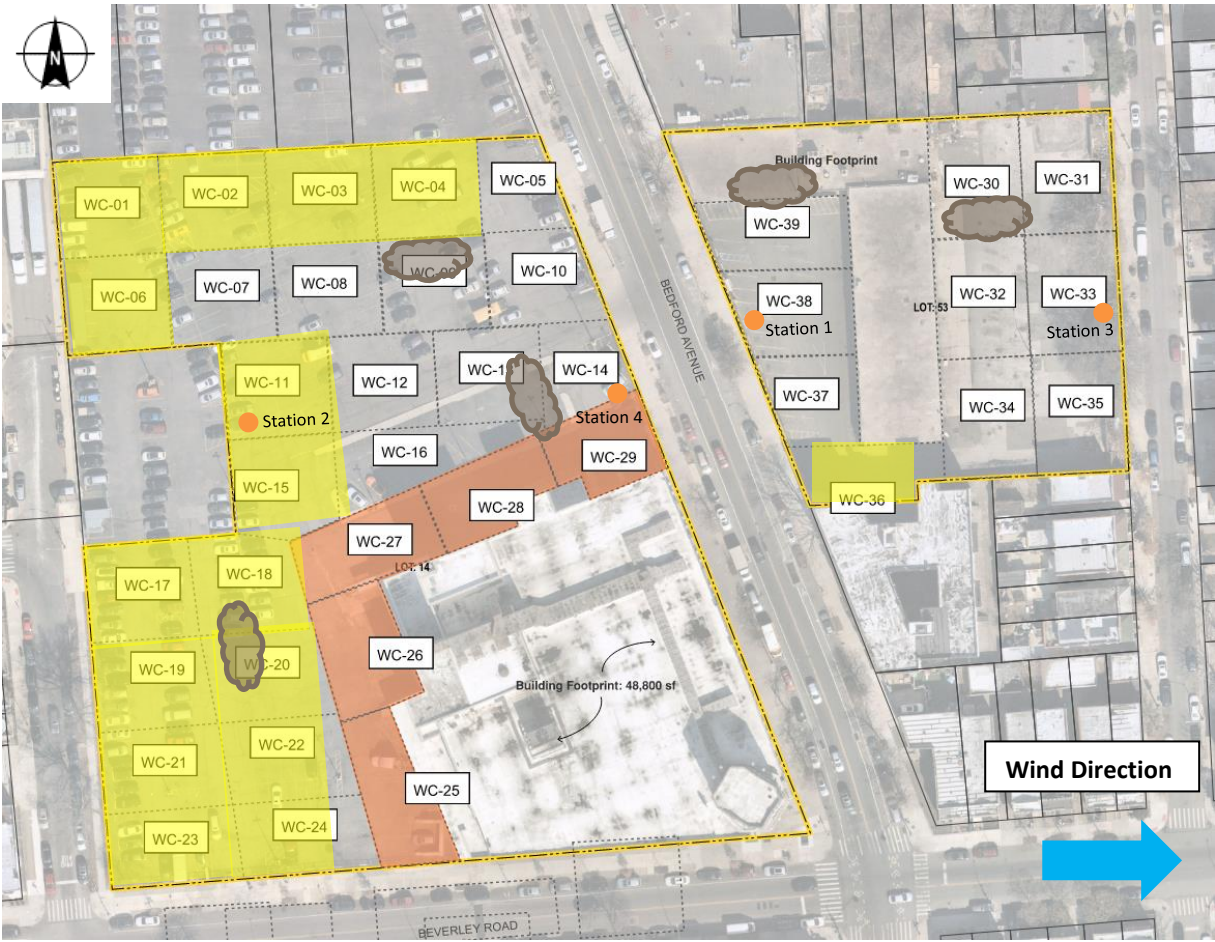 N
Building Footprint
WC-01
WC-02
WC-03
WC-04
WC-05
WC-30
WC-31
WC-39
WC-06
WC-07
WC-08
WC-10
BEDFORD AVENUE
WC-38
WC-32
WC-33
LOT: 53
Station 1
Station 3
WC-11
WC-12
WC-14
WC-37
WC-34
WC-35
Station 2
Station 4
WC-16
WC-29
WC-15
WC-28
WC-36
WC-27
LOT: 14
WC-17
WC-18
WC-19
WC-20
WC-26
Building Footprint: 48,800 sf
WC-21
WC-22
WC-25
Wind Direction
WC-23
WC-24
BEVERLEY ROAD